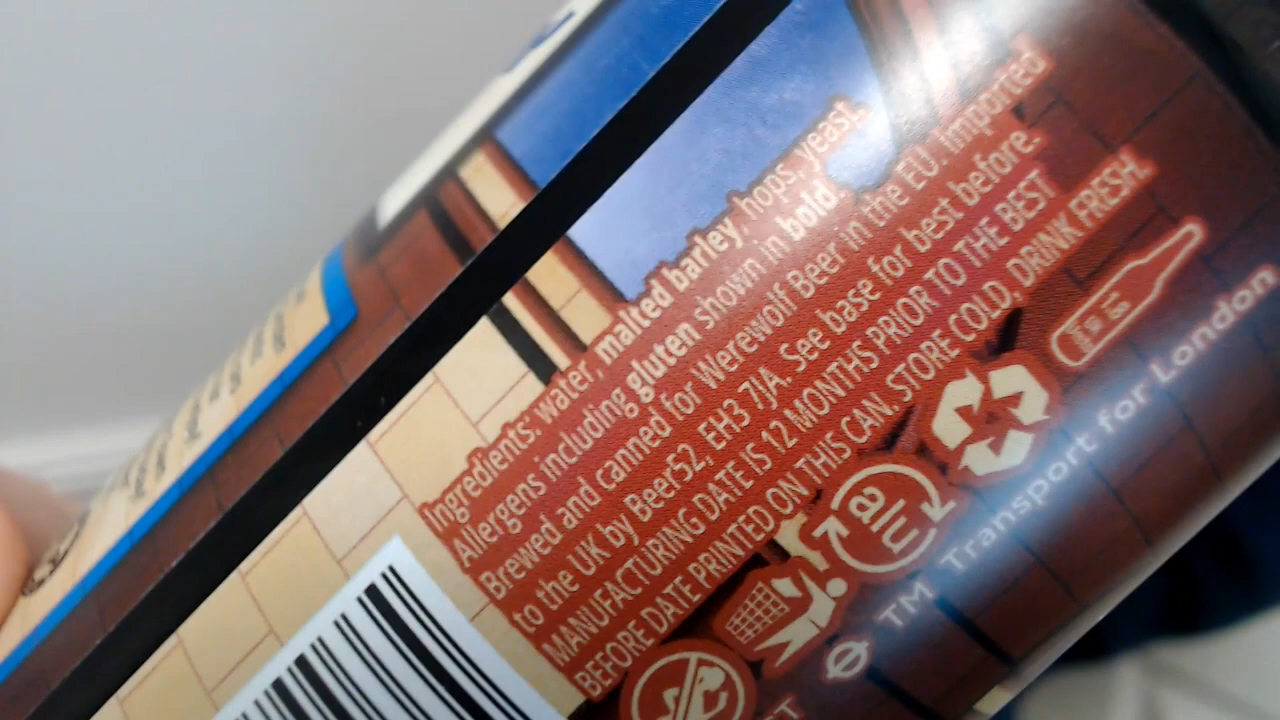 Ingredients: water, malted barley, hops, yeast.
Allergens including gluten shown in bold.
Brewed and canned for Werewolf Beer in the EU. Imported
to the UK by Beer52, EH3 7JA. See base for best before.
MANUFACTURING DATE IS 12 MONTHS PRIOR TO THE BEST
BEFORE DATE PRINTED ON THIS CAN. STORE COLD, DRINK FRESH.
alu
TM Transport for London